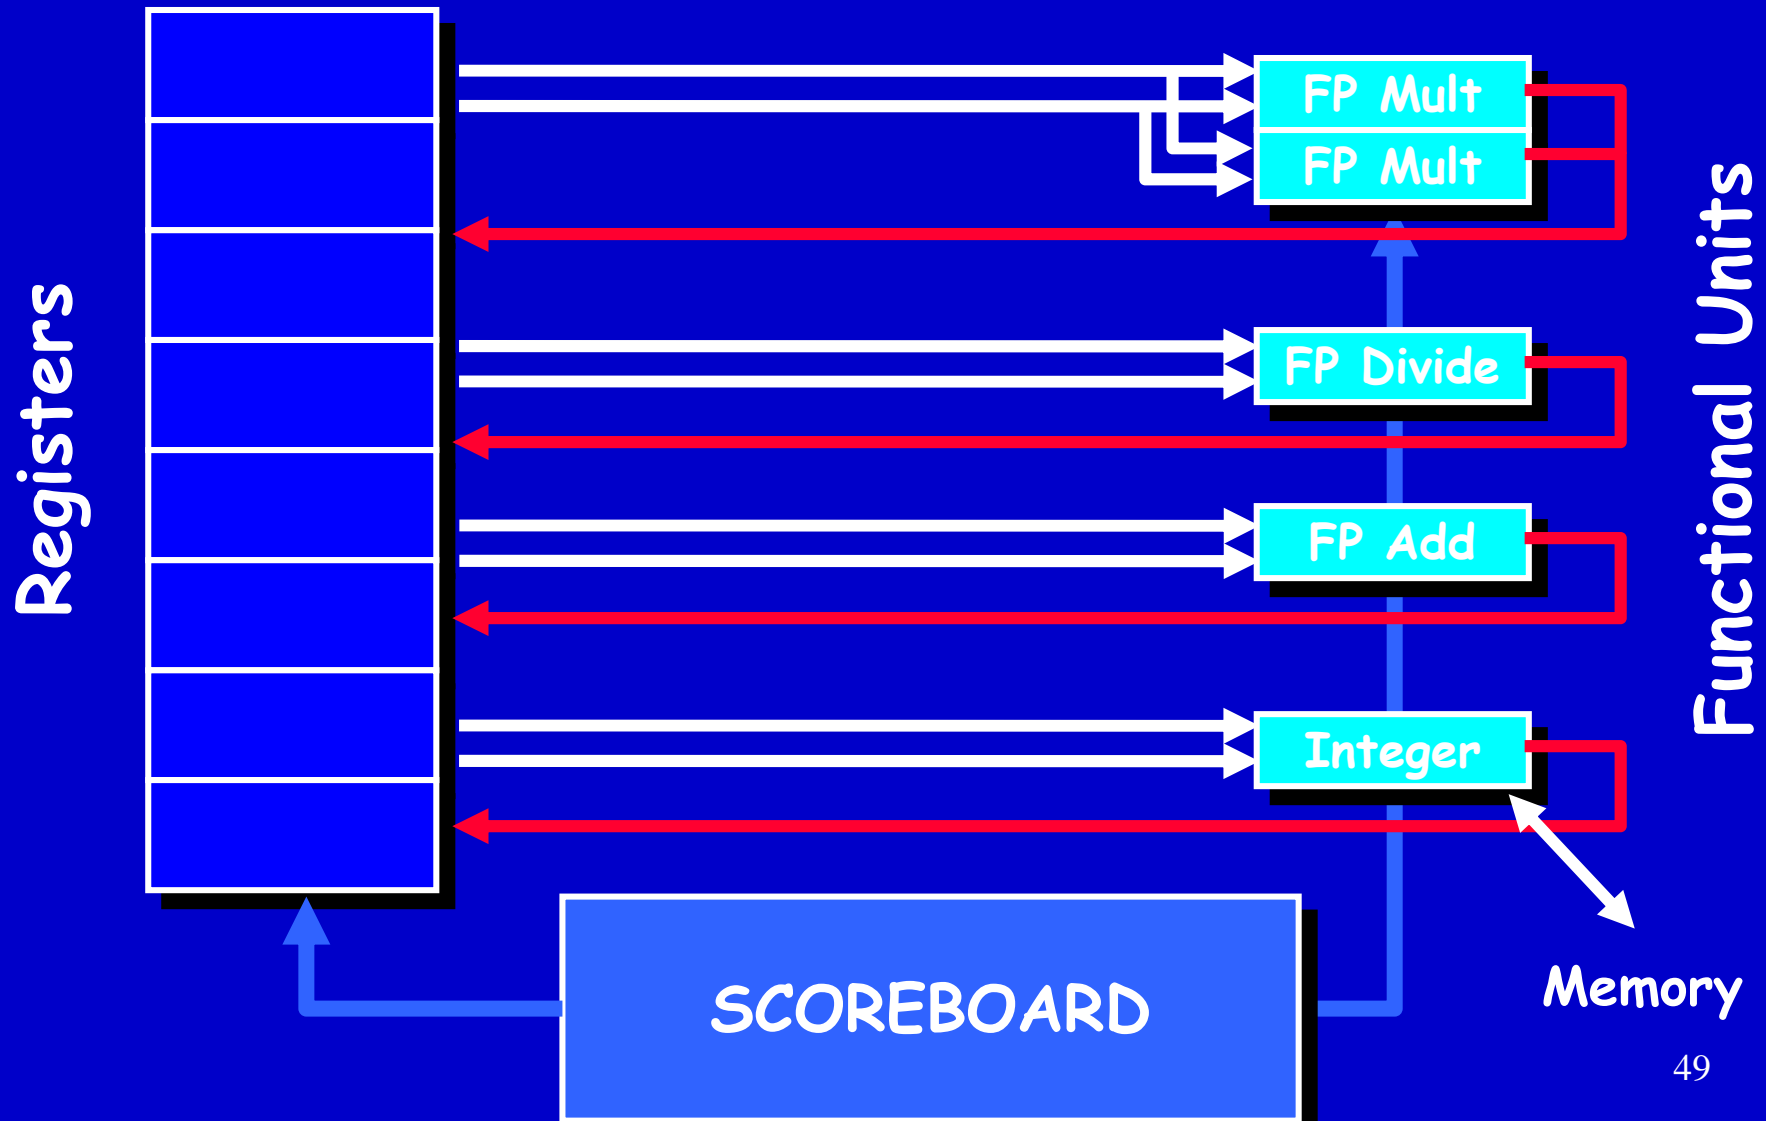 Registers
FP Mult
FP Mult
FP Divide
FP Add
Integer
Functional Units
SCOREBOARD
Memory
49